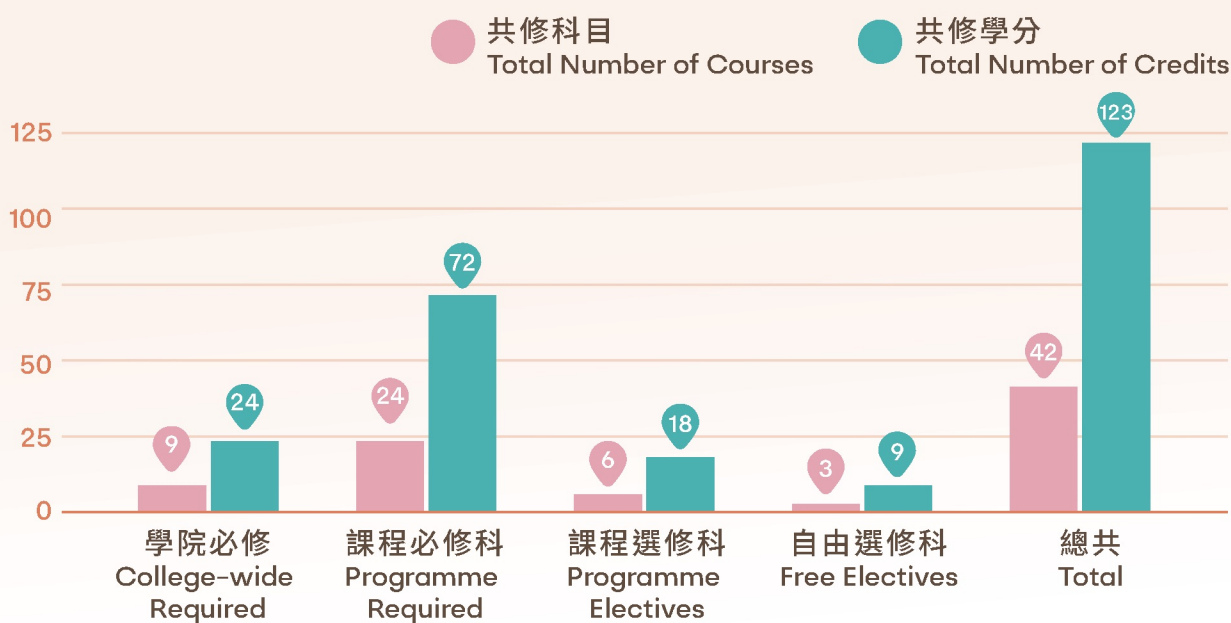 共修科目
Total Number of Courses
共修學分
Total Number of Credits
125
100
75
50
25
0
9
24
24
72
6
18
3
9
42
123
學院必修
College-wide
Required
課程必修科
Programme
Required
課程選修科
Programme
Electives
自由選修科
Free Electives
總共
Total